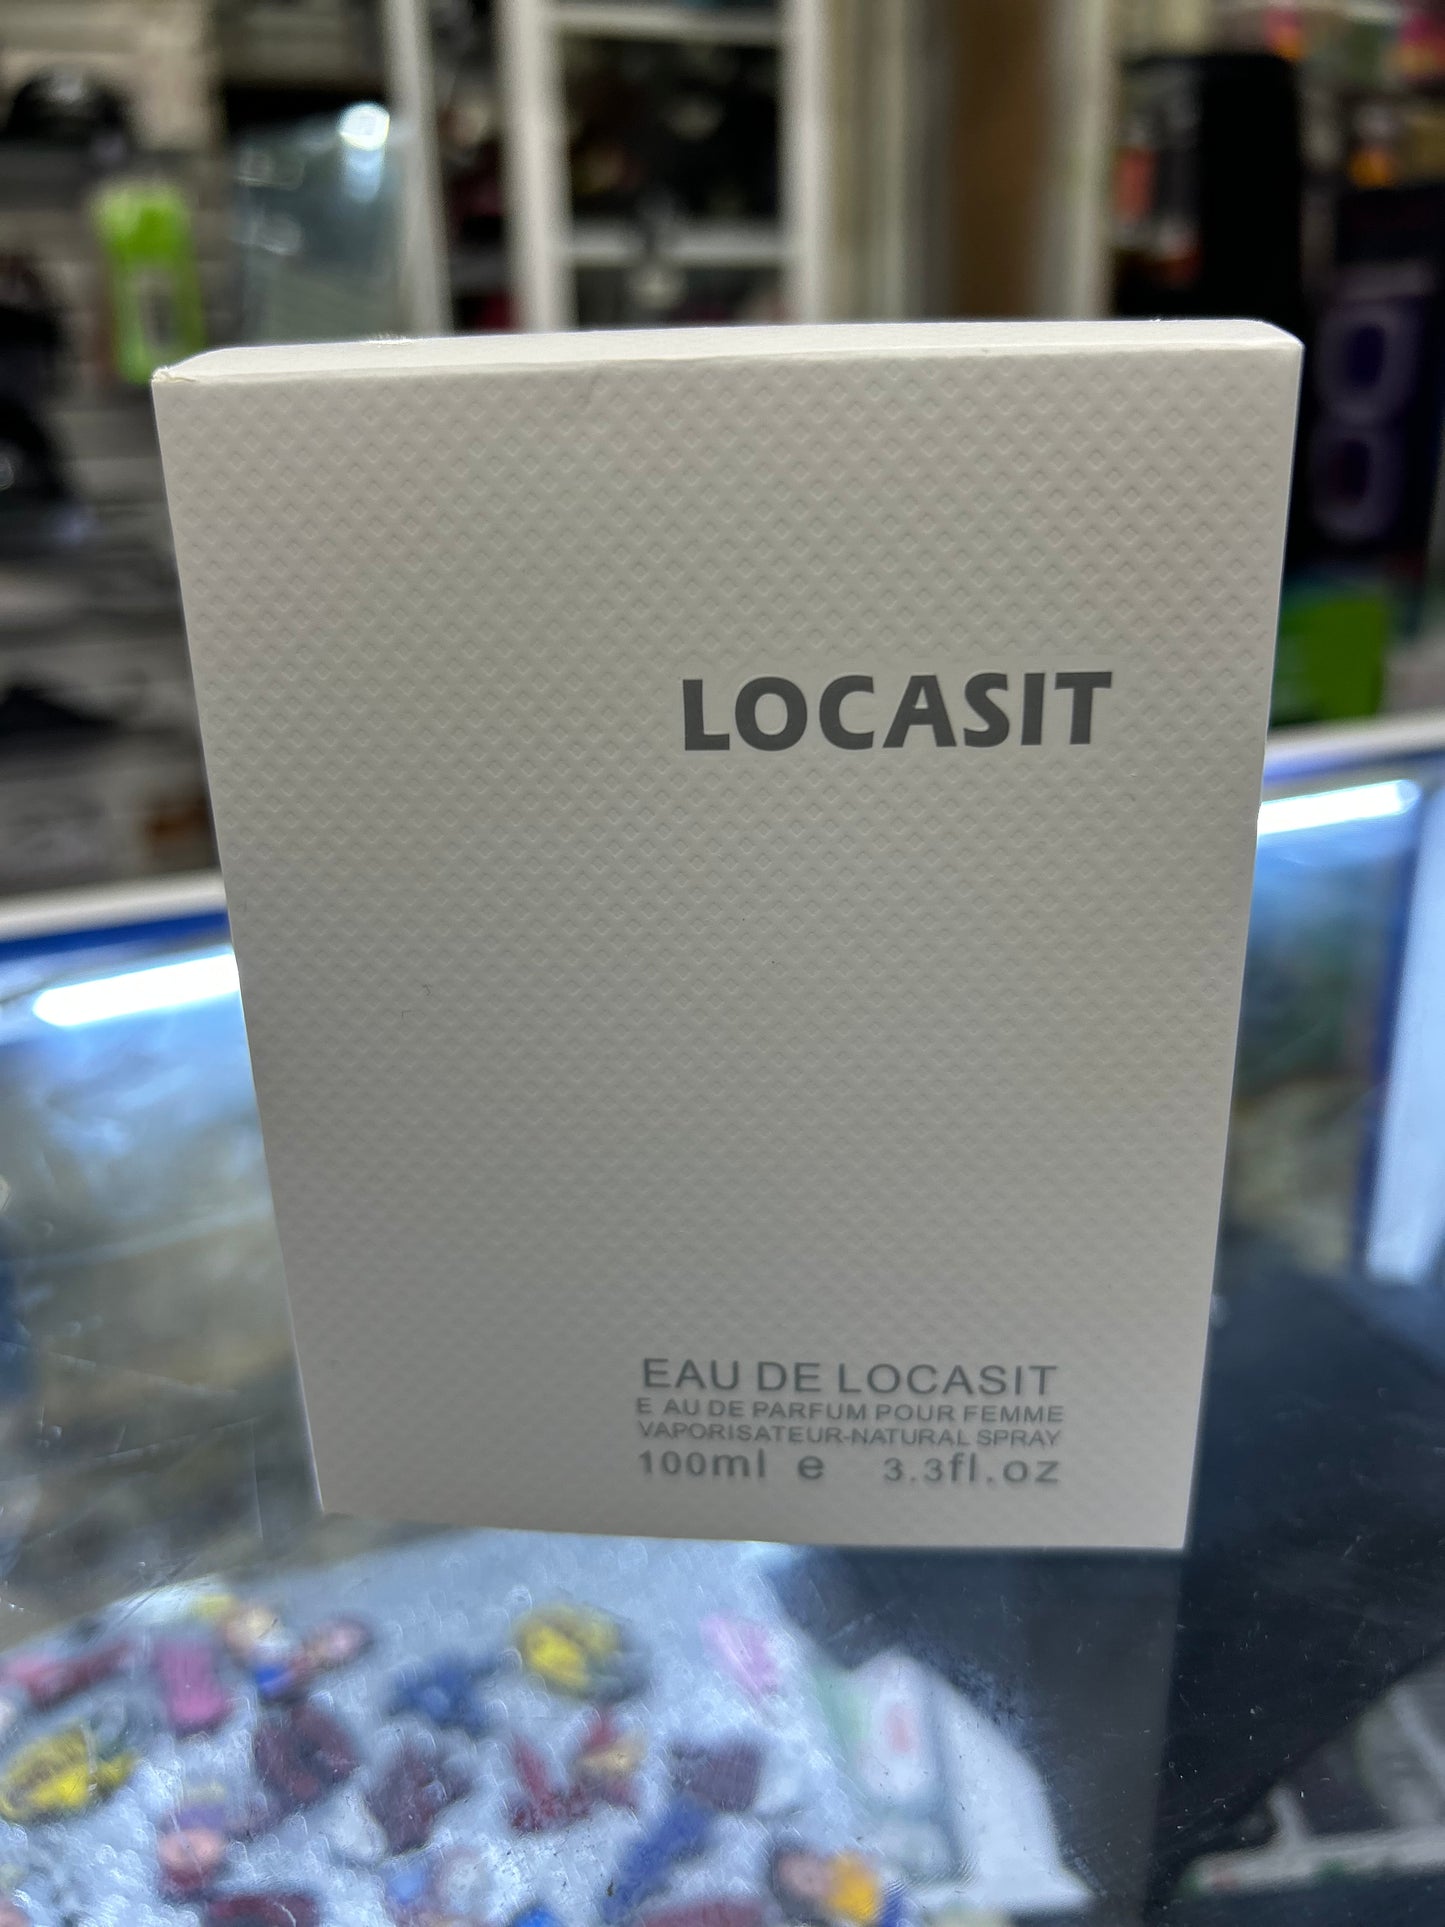 LOCASIT
EAU DE LOCASIT
E AU DE PARFUM POUR FEMME
VAPORISATEUR-NATURAL SPRAY
100ml e 3.3fl.oz